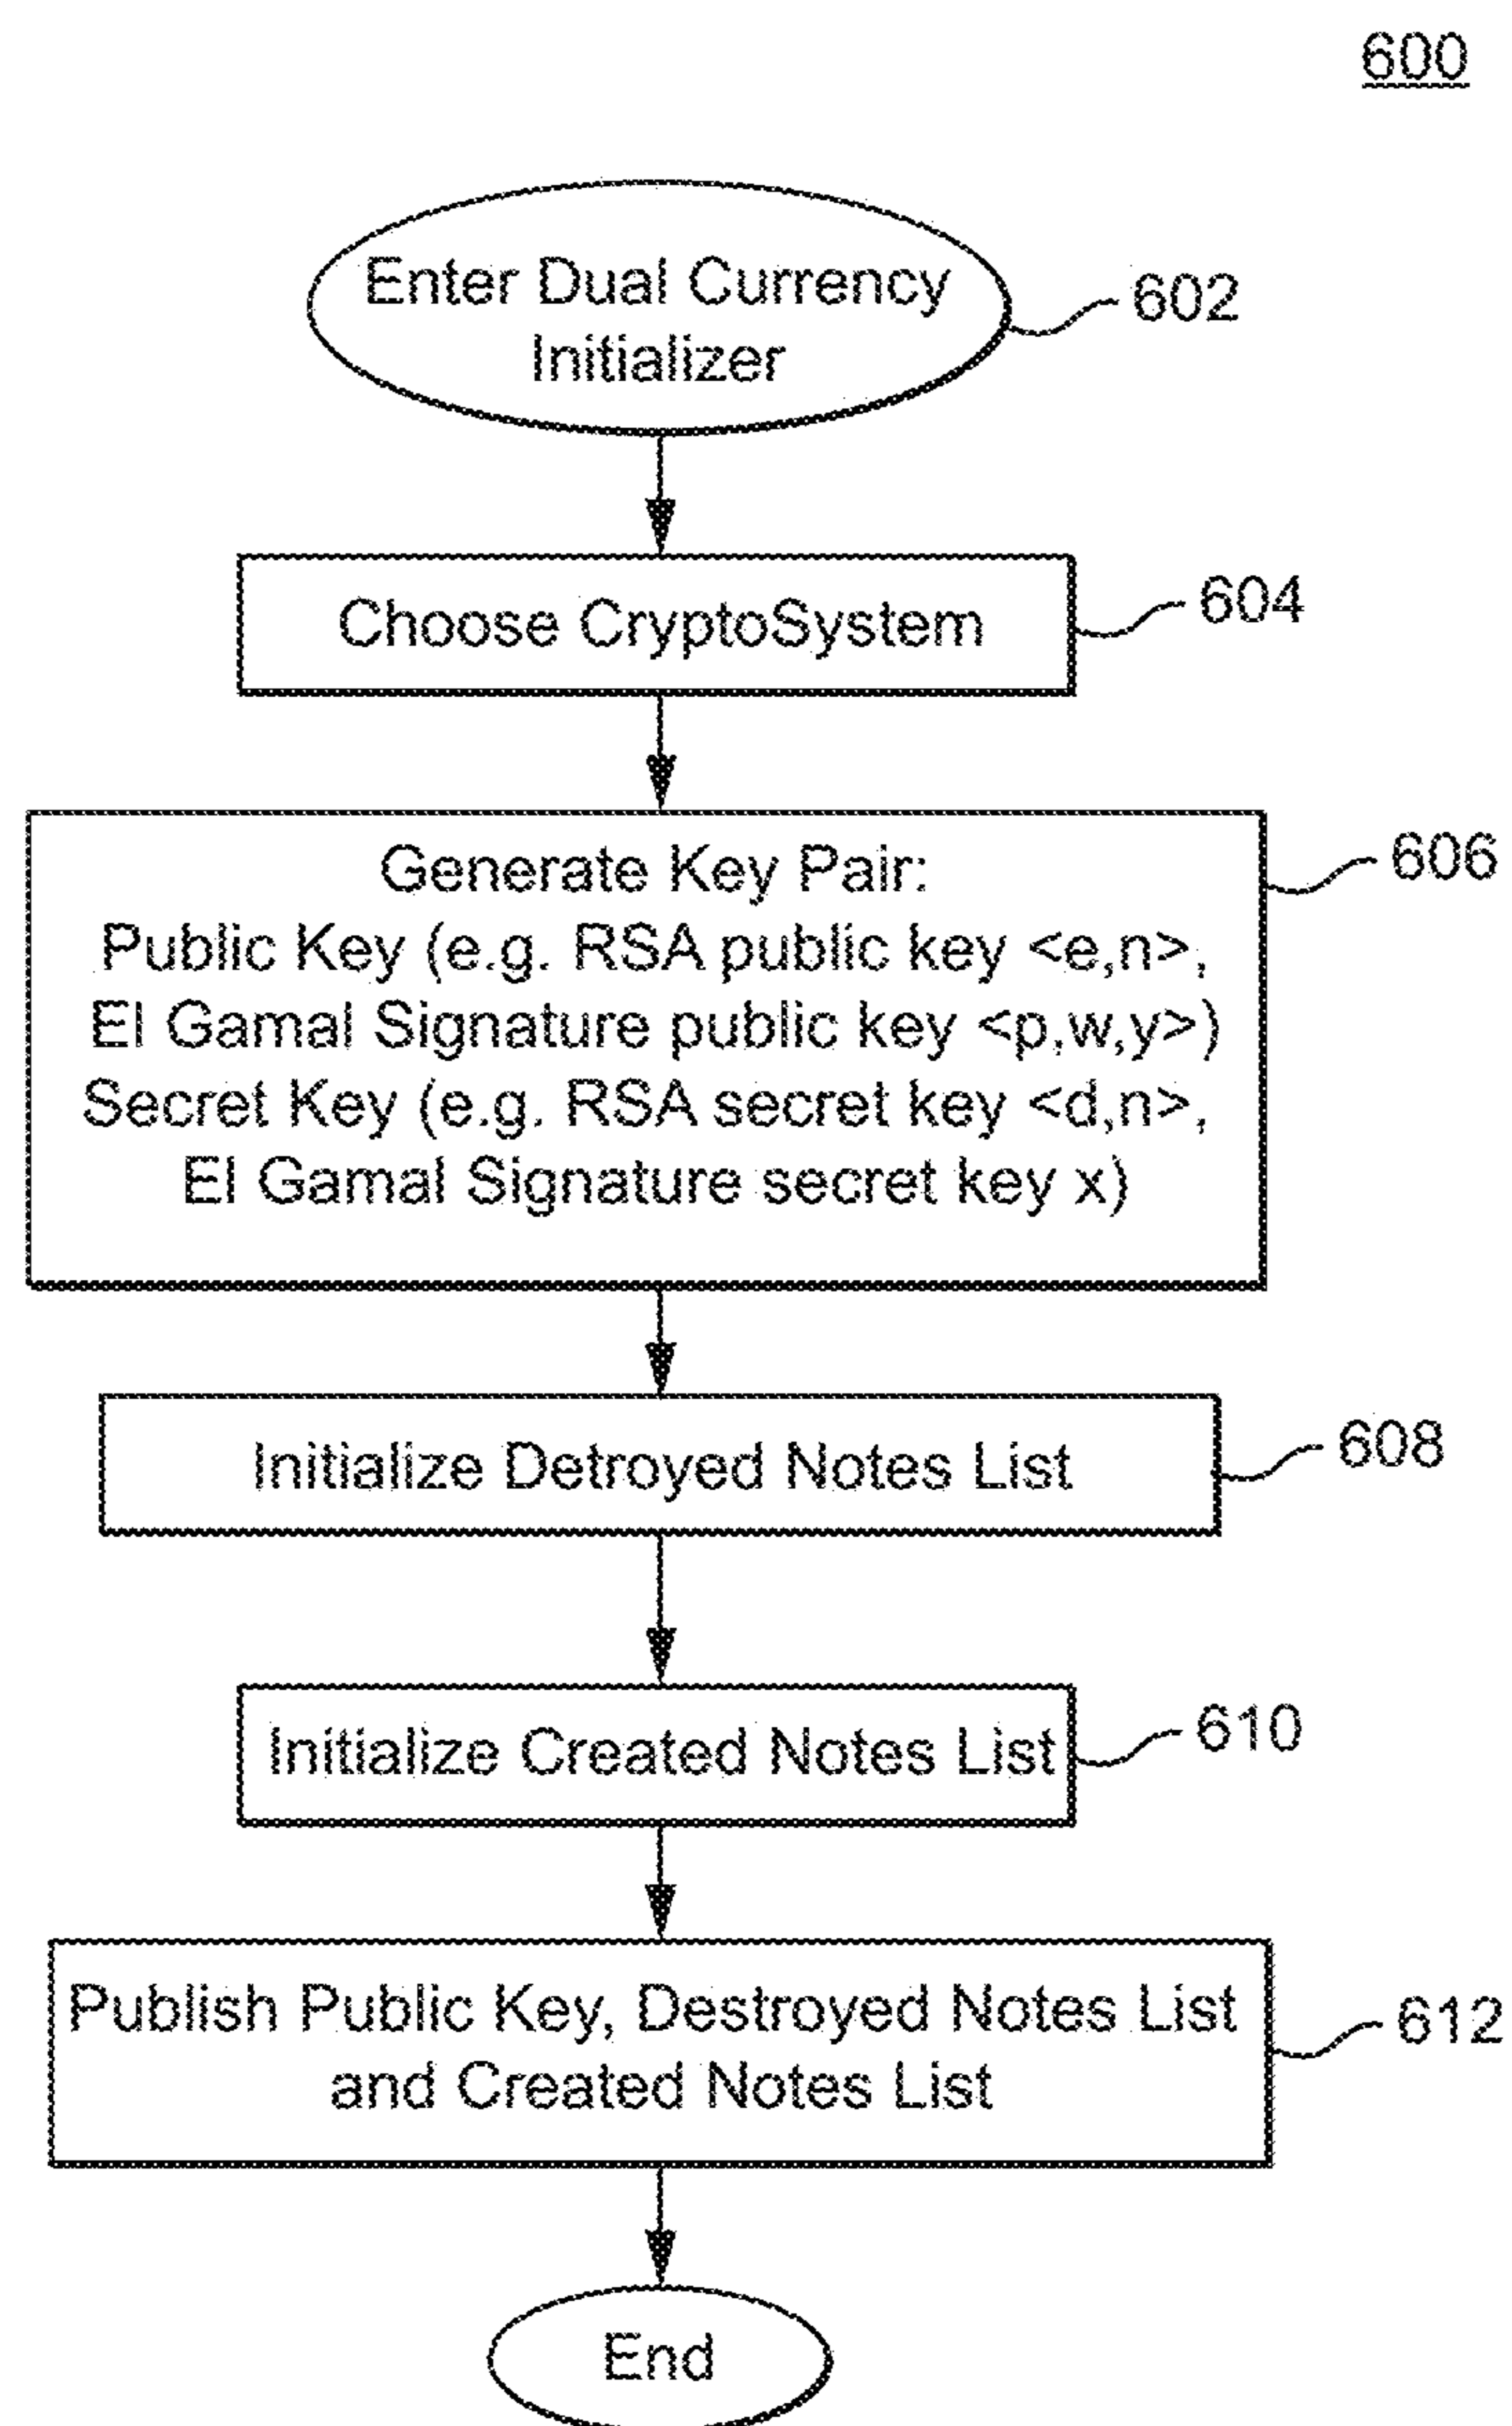 600
Enter Dual Currency
Initializer
602
Choose CryptoSystem
604
Generate Key Pair:
Public Key (e.g. RSA public key <e,n>,
El Gamal Signature public key <p,w,y>)
Secret Key (e.g. RSA secret key <d,n>,
El Gamal Signature secret key x)
606
Initialize Detroyed Notes List
608
Initialize Created Notes List
610
Publish Public Key, Destroyed Notes List
and Created Notes List
612
End